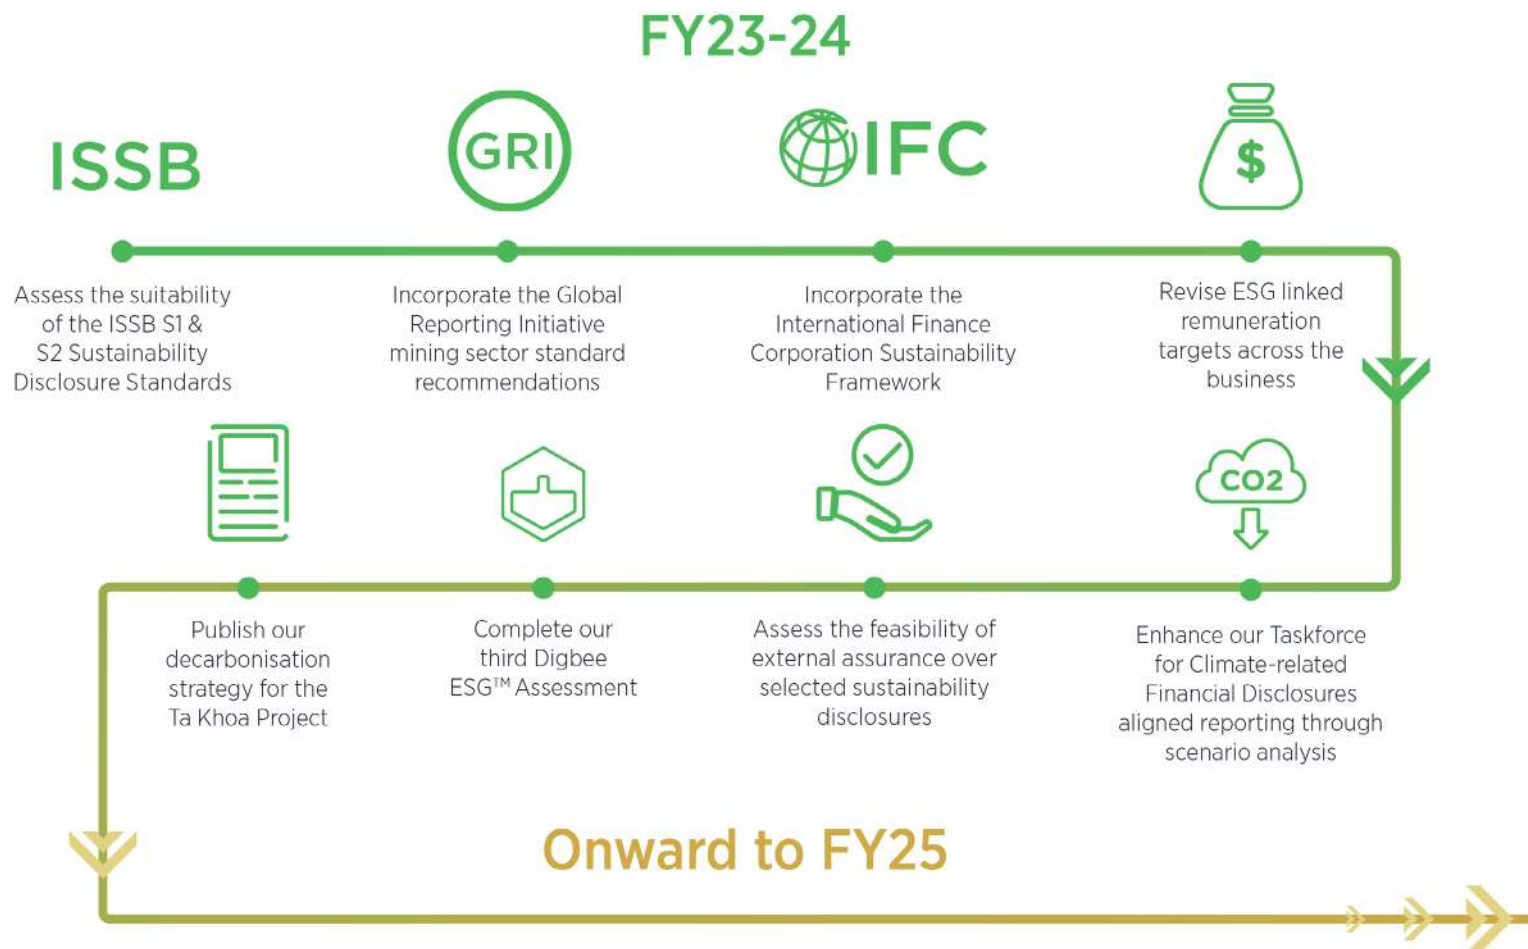 FY23-24
ISSB
GRI
IFC
$
Assess the suitability
of the ISSB S1 &
S2 Sustainability
Disclosure Standards
Incorporate the Global
Reporting Initiative
mining sector standard
recommendations
Incorporate the
International Finance
Corporation Sustainability
Framework
Revise ESG linked
remuneration
targets across the
business
CO2
Publish our
decarbonisation
strategy for the
Ta Khoa Project
Complete our
third Digbee
ESG™ Assessment
Assess the feasibility of
external assurance over
selected sustainability
disclosures
Enhance our Taskforce
for Climate-related
Financial Disclosures
aligned reporting through
scenario analysis
Onward to FY25